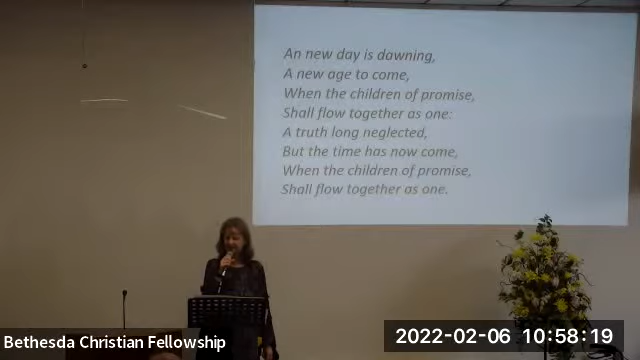 An new day is dawning,
A new age to come,
When the children of promise,
Shall flow together as one:
A truth long neglected,
But the time has now come,
When the children of promise,
Shall flow together as one.
Bethesda Christian Fellowship
2022-02-06 10:58:19